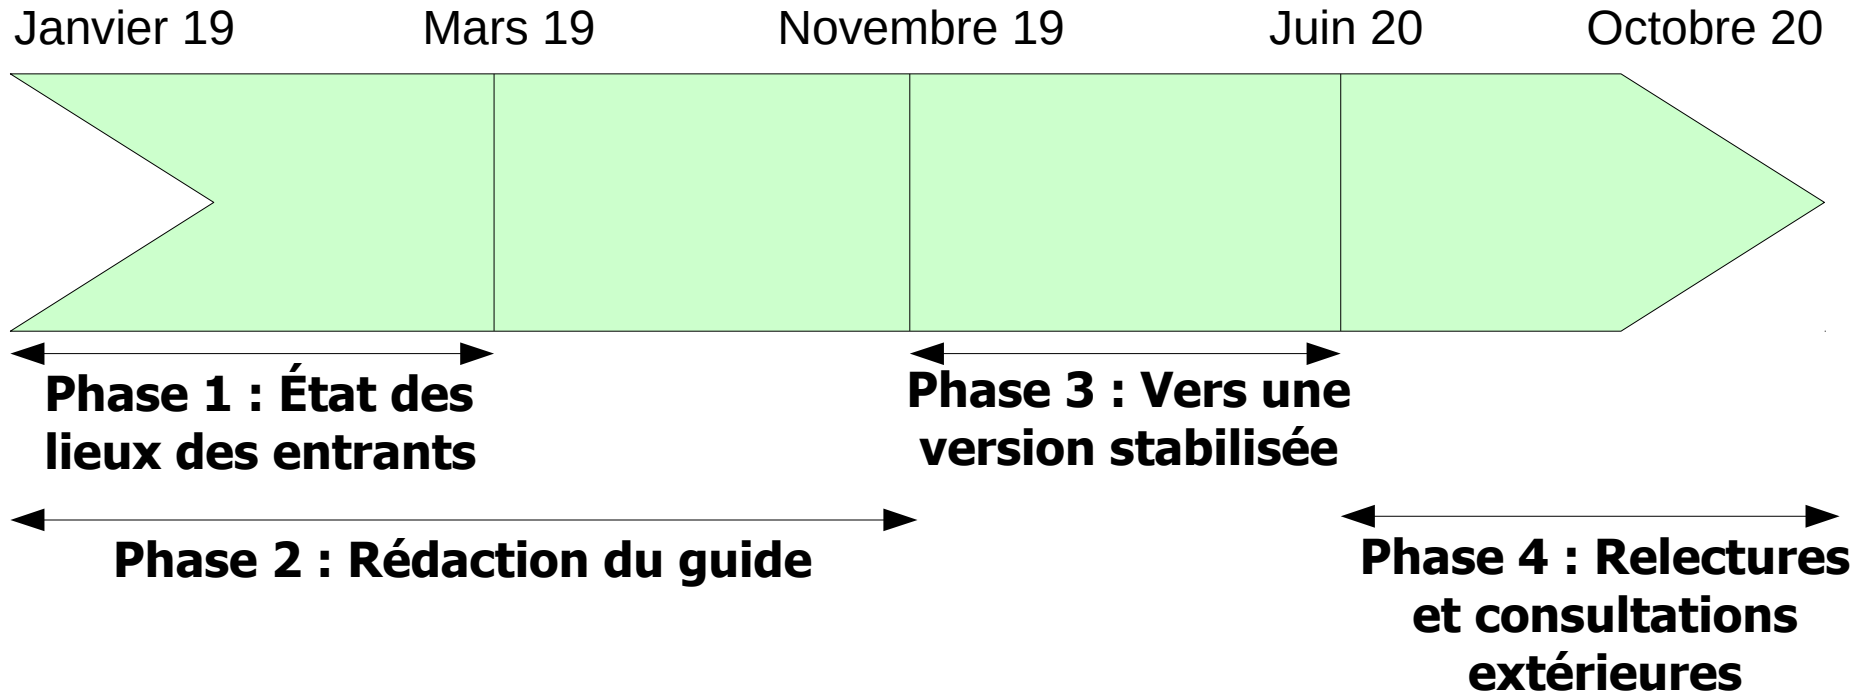 Janvier 19
Mars 19
Novembre 19
Juin 20
Octobre 20
Phase 1 : État des
lieux des entrants
Phase 3 : Vers une
version stabilisée
Phase 2 : Rédaction du guide
Phase 4 : Relectures
et consultations
extérieures